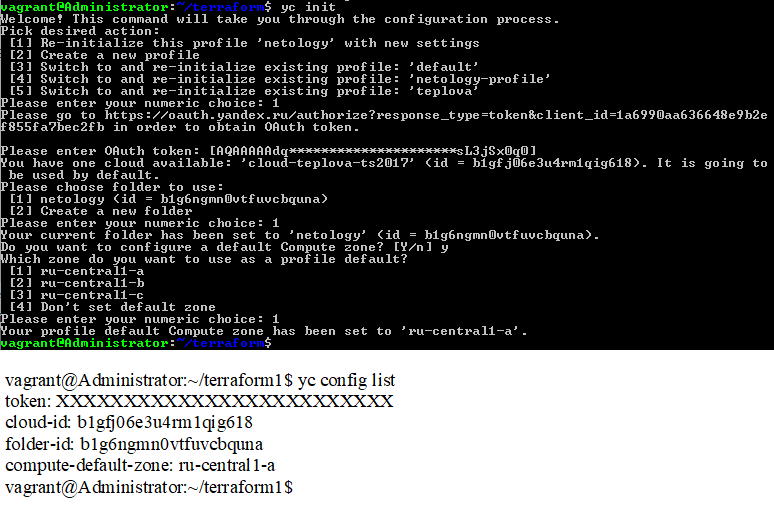 vagrant@Administrator:~/terraform$ yc init
Welcome! This command will take you through the configuration process.
Pick desired action:
[1] Re-initialize this profile 'netology' with new settings
[2] Create a new profile
[3] Switch to and re-initialize existing profile: 'default'
[4] Switch to and re-initialize existing profile: 'netology-profile'
[5] Switch to and re-initialize existing profile: 'teplova'
Please enter your numeric choice: 1
Please go to https://oauth.yandex.ru/authorize?response_type=token&client_id=1a6990aa636648e9b2e
f855fa7bec2fb in order to obtain OAuth token.
Please enter OAuth token: [AQAAAAAdq*********************sL3jSx0q0]
You have one cloud available: 'cloud-teplova-ts2017' (id = b1gfj06e3u4rm1qig618). It is going to
be used by default.
Please choose folder to use:
[1] netology (id = b1g6ngmn0vtfuvcbquna)
[2] Create a new folder
Please enter your numeric choice: 1
Your current folder has been set to 'netology' (id = b1g6ngmn0vtfuvcbquna).
Do you want to configure a default Compute zone? [Y/n] y
Which zone do you want to use as a profile default?
[1] ru-central1-a
[2] ru-central1-b
[3] ru-central1-c
[4] Don't set default zone
Please enter your numeric choice: 1
Your profile default Compute zone has been set to 'ru-central1-a'.
vagrant@Administrator:~/terraform$
vagrant@Administrator:~/terraform1$ yc config list
token: XXXXXXXXXXXXXXXXXXXXXXXXX
cloud-id: b1gfj06e3u4rm1qig618
folder-id: b1g6ngmn0vtfuvcbquna
compute-default-zone: ru-central1-a
vagrant@Administrator:~/terraform1$